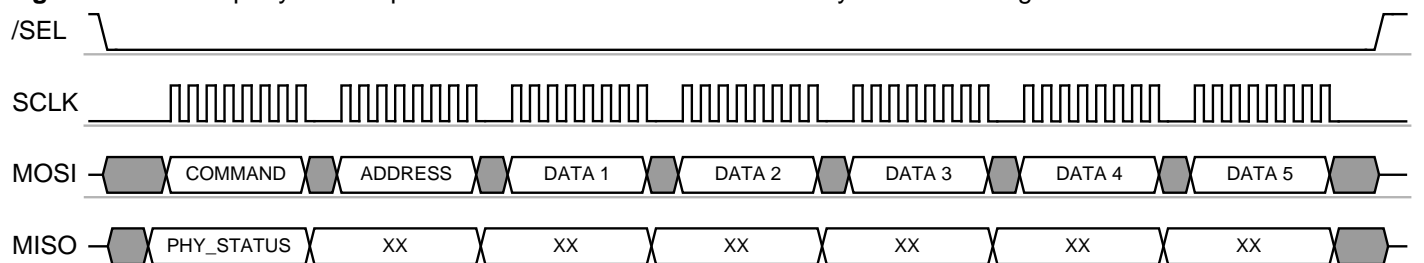 /SEL
SCLK
MOSI COMMAND ADDRESS DATA 1 DATA 2 DATA 3 DATA 4 DATA 5
MISO PHY_STATUS XX XX XX XX XX XX